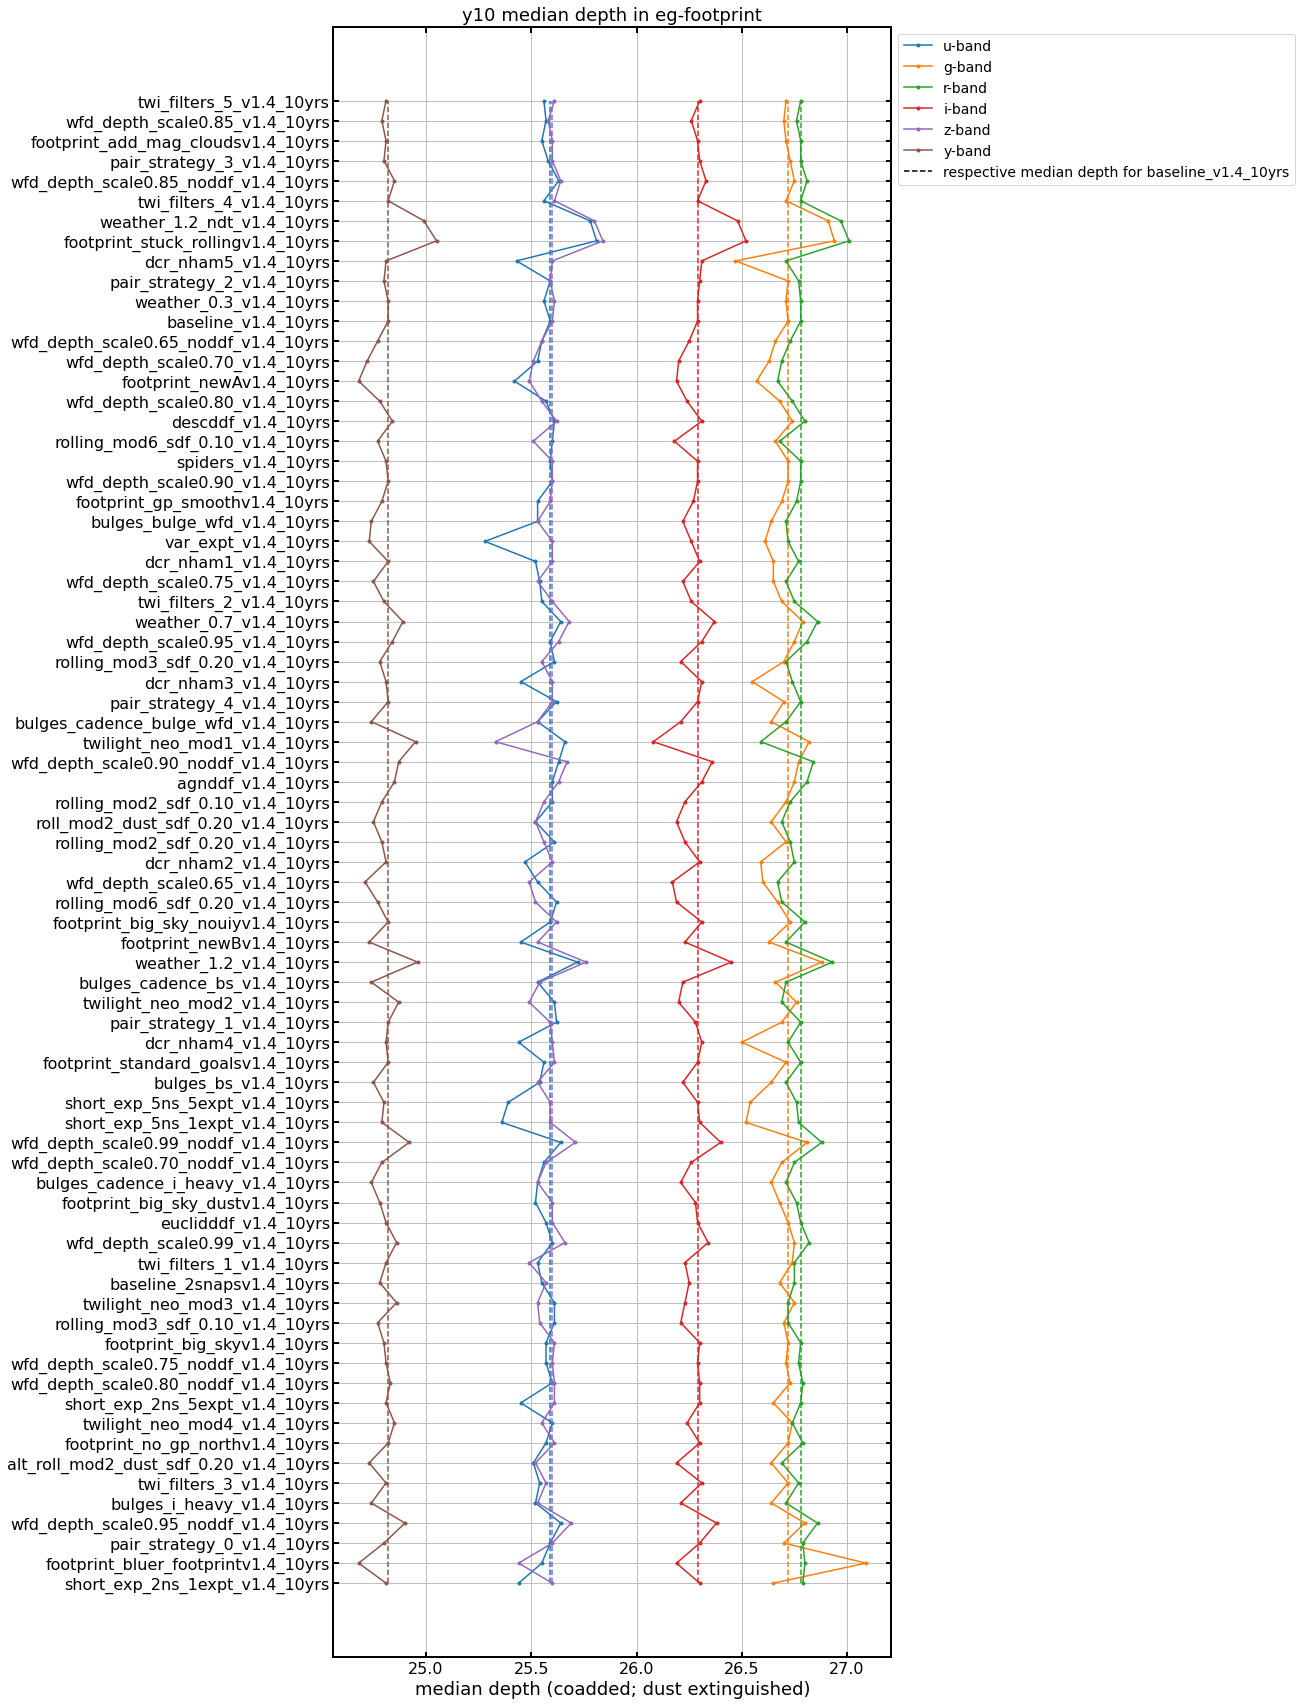 y10 median depth in eg-footprint
u-band
g-band
r-band
i-band
z-band
y-band
respective median depth for baseline_v1.4_10yrs
twi_filters_5_v1.4_10yrs
wfd_depth_scale0.85_v1.4_10yrs
footprint_add_mag_cloudsv1.4_10yrs
pair_strategy_3_v1.4_10yrs
wfd_depth_scale0.85_noddf_v1.4_10yrs
twi_filters_4_v1.4_10yrs
weather_1.2_ndt_v1.4_10yrs
footprint_stuck_rollingv1.4_10yrs
dcr_nham5_v1.4_10yrs
pair_strategy_2_v1.4_10yrs
weather_0.3_v1.4_10yrs
baseline_v1.4_10yrs
wfd_depth_scale0.65_noddf_v1.4_10yrs
wfd_depth_scale0.70_v1.4_10yrs
footprint_newAv1.4_10yrs
wfd_depth_scale0.80_v1.4_10yrs
descddf_v1.4_10yrs
rolling_mod6_sdf_0.10_v1.4_10yrs
spiders_v1.4_10yrs
wfd_depth_scale0.90_v1.4_10yrs
footprint_gp_smoothv1.4_10yrs
bulges_bulge_wfd_v1.4_10yrs
var_expt_v1.4_10yrs
dcr_nham1_v1.4_10yrs
wfd_depth_scale0.75_v1.4_10yrs
twi_filters_2_v1.4_10yrs
weather_0.7_v1.4_10yrs
wfd_depth_scale0.95_v1.4_10yrs
rolling_mod3_sdf_0.20_v1.4_10yrs
dcr_nham3_v1.4_10yrs
pair_strategy_4_v1.4_10yrs
bulges_cadence_bulge_wfd_v1.4_10yrs
twilight_neo_mod1_v1.4_10yrs
wfd_depth_scale0.90_noddf_v1.4_10yrs
agnddf_v1.4_10yrs
rolling_mod2_sdf_0.10_v1.4_10yrs
roll_mod2_dust_sdf_0.20_v1.4_10yrs
rolling_mod2_sdf_0.20_v1.4_10yrs
dcr_nham2_v1.4_10yrs
wfd_depth_scale0.65_v1.4_10yrs
rolling_mod6_sdf_0.20_v1.4_10yrs
footprint_big_sky_nouiyv1.4_10yrs
footprint_newBv1.4_10yrs
weather_1.2_v1.4_10yrs
bulges_cadence_bs_v1.4_10yrs
twilight_neo_mod2_v1.4_10yrs
pair_strategy_1_v1.4_10yrs
dcr_nham4_v1.4_10yrs
footprint_standard_goalsv1.4_10yrs
bulges_bs_v1.4_10yrs
short_exp_5ns_5expt_v1.4_10yrs
short_exp_5ns_1expt_v1.4_10yrs
wfd_depth_scale0.99_noddf_v1.4_10yrs
wfd_depth_scale0.70_noddf_v1.4_10yrs
bulges_cadence_i_heavy_v1.4_10yrs
footprint_big_sky_dustv1.4_10yrs
euclidddf_v1.4_10yrs
wfd_depth_scale0.99_v1.4_10yrs
twi_filters_1_v1.4_10yrs
baseline_2snapsv1.4_10yrs
twilight_neo_mod3_v1.4_10yrs
rolling_mod3_sdf_0.10_v1.4_10yrs
footprint_big_skyv1.4_10yrs
wfd_depth_scale0.75_noddf_v1.4_10yrs
wfd_depth_scale0.80_noddf_v1.4_10yrs
short_exp_2ns_5expt_v1.4_10yrs
twilight_neo_mod4_v1.4_10yrs
footprint_no_gp_northv1.4_10yrs
alt_roll_mod2_dust_sdf_0.20_v1.4_10yrs
twi_filters_3_v1.4_10yrs
bulges_i_heavy_v1.4_10yrs
wfd_depth_scale0.95_noddf_v1.4_10yrs
pair_strategy_0_v1.4_10yrs
footprint_bluer_footprintv1.4_10yrs
short_exp_2ns_1expt_v1.4_10yrs
25.0 25.5 26.0 26.5 27.0
median depth (coadded; dust extinguished)